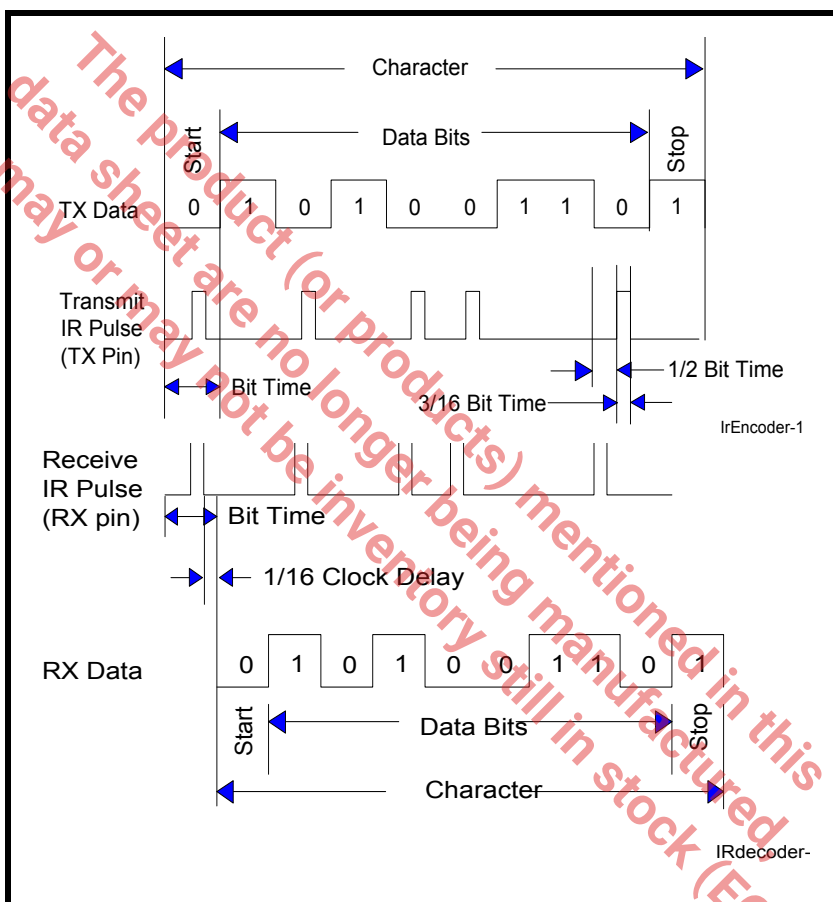 Character
Start
Data Bits
Stop
TX Data
0 1 0 1 0 0 1 1 0 1
Transmit
IR Pulse
(TX Pin)
Bit Time
1/2 Bit Time
3/16 Bit Time
IrEncoder-1
Receive
IR Pulse
(RX pin)
Bit Time
1/16 Clock Delay
RX Data
0 1 0 1 0 0 1 1 0 1
Start
Data Bits
Stop
Character
IRdecoder-
The product (or products) mentioned in this
data sheet are no longer being manufactured
may or may not be inventory still in stock